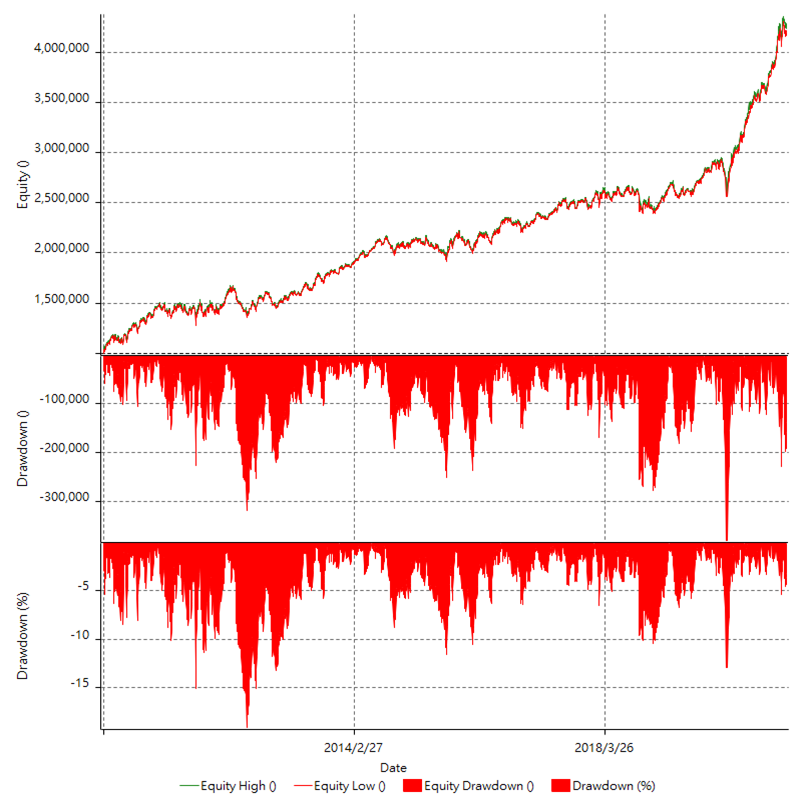 4,000,000
3,500,000
3,000,000
2,500,000
2,000,000
1,500,000
Equity ()
-100,000
-200,000
-300,000
Drawdown ()
-5
-10
-15
Drawdown (%)
2014/2/27 2018/3/26
Date
Equity High () Equity Low () Equity Drawdown () Drawdown (%)